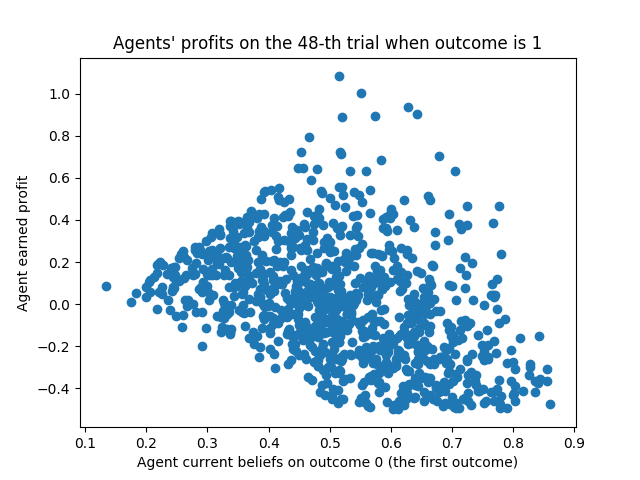 Agents' profits on the 48-th trial when outcome is 1
Agent earned profit
1.0
0.8
0.6
0.4
0.2
0.0
−0.2
−0.4
0.1 0.2 0.3 0.4 0.5 0.6 0.7 0.8 0.9
Agent current beliefs on outcome 0 (the first outcome)